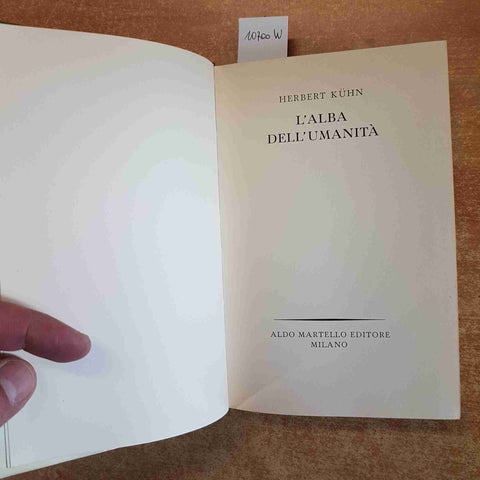 10700 W
HERBERT KÜHN
L'ALBA
DELL'UMANITÀ
ALDO MARTELLO EDITORE
MILANO